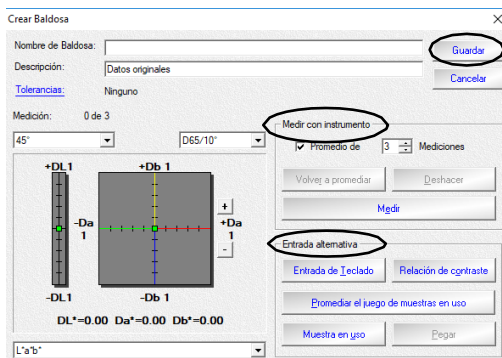 Crear Baldosa
Nombre de Baldosa:
Guardar
Descripción: Datos originales
Cancelar
Tolerancias: Ninguno
Medición: 0 de 3
Medir con instrumento
45° D65/10°
Promedio de 3 Mediciones
+DL1 +Db 1
Volver a promediar Deshacer
+
-Da +Da
1 1
-
Medir
Entrada alternativa
Entrada de Teclado Relación de contraste
-DL1 -Db 1
Promediar el juego de muestras en uso
DL*=0.00 Da*=0.00 Db*=0.00
Muestra en uso Pegar
L*a*b*